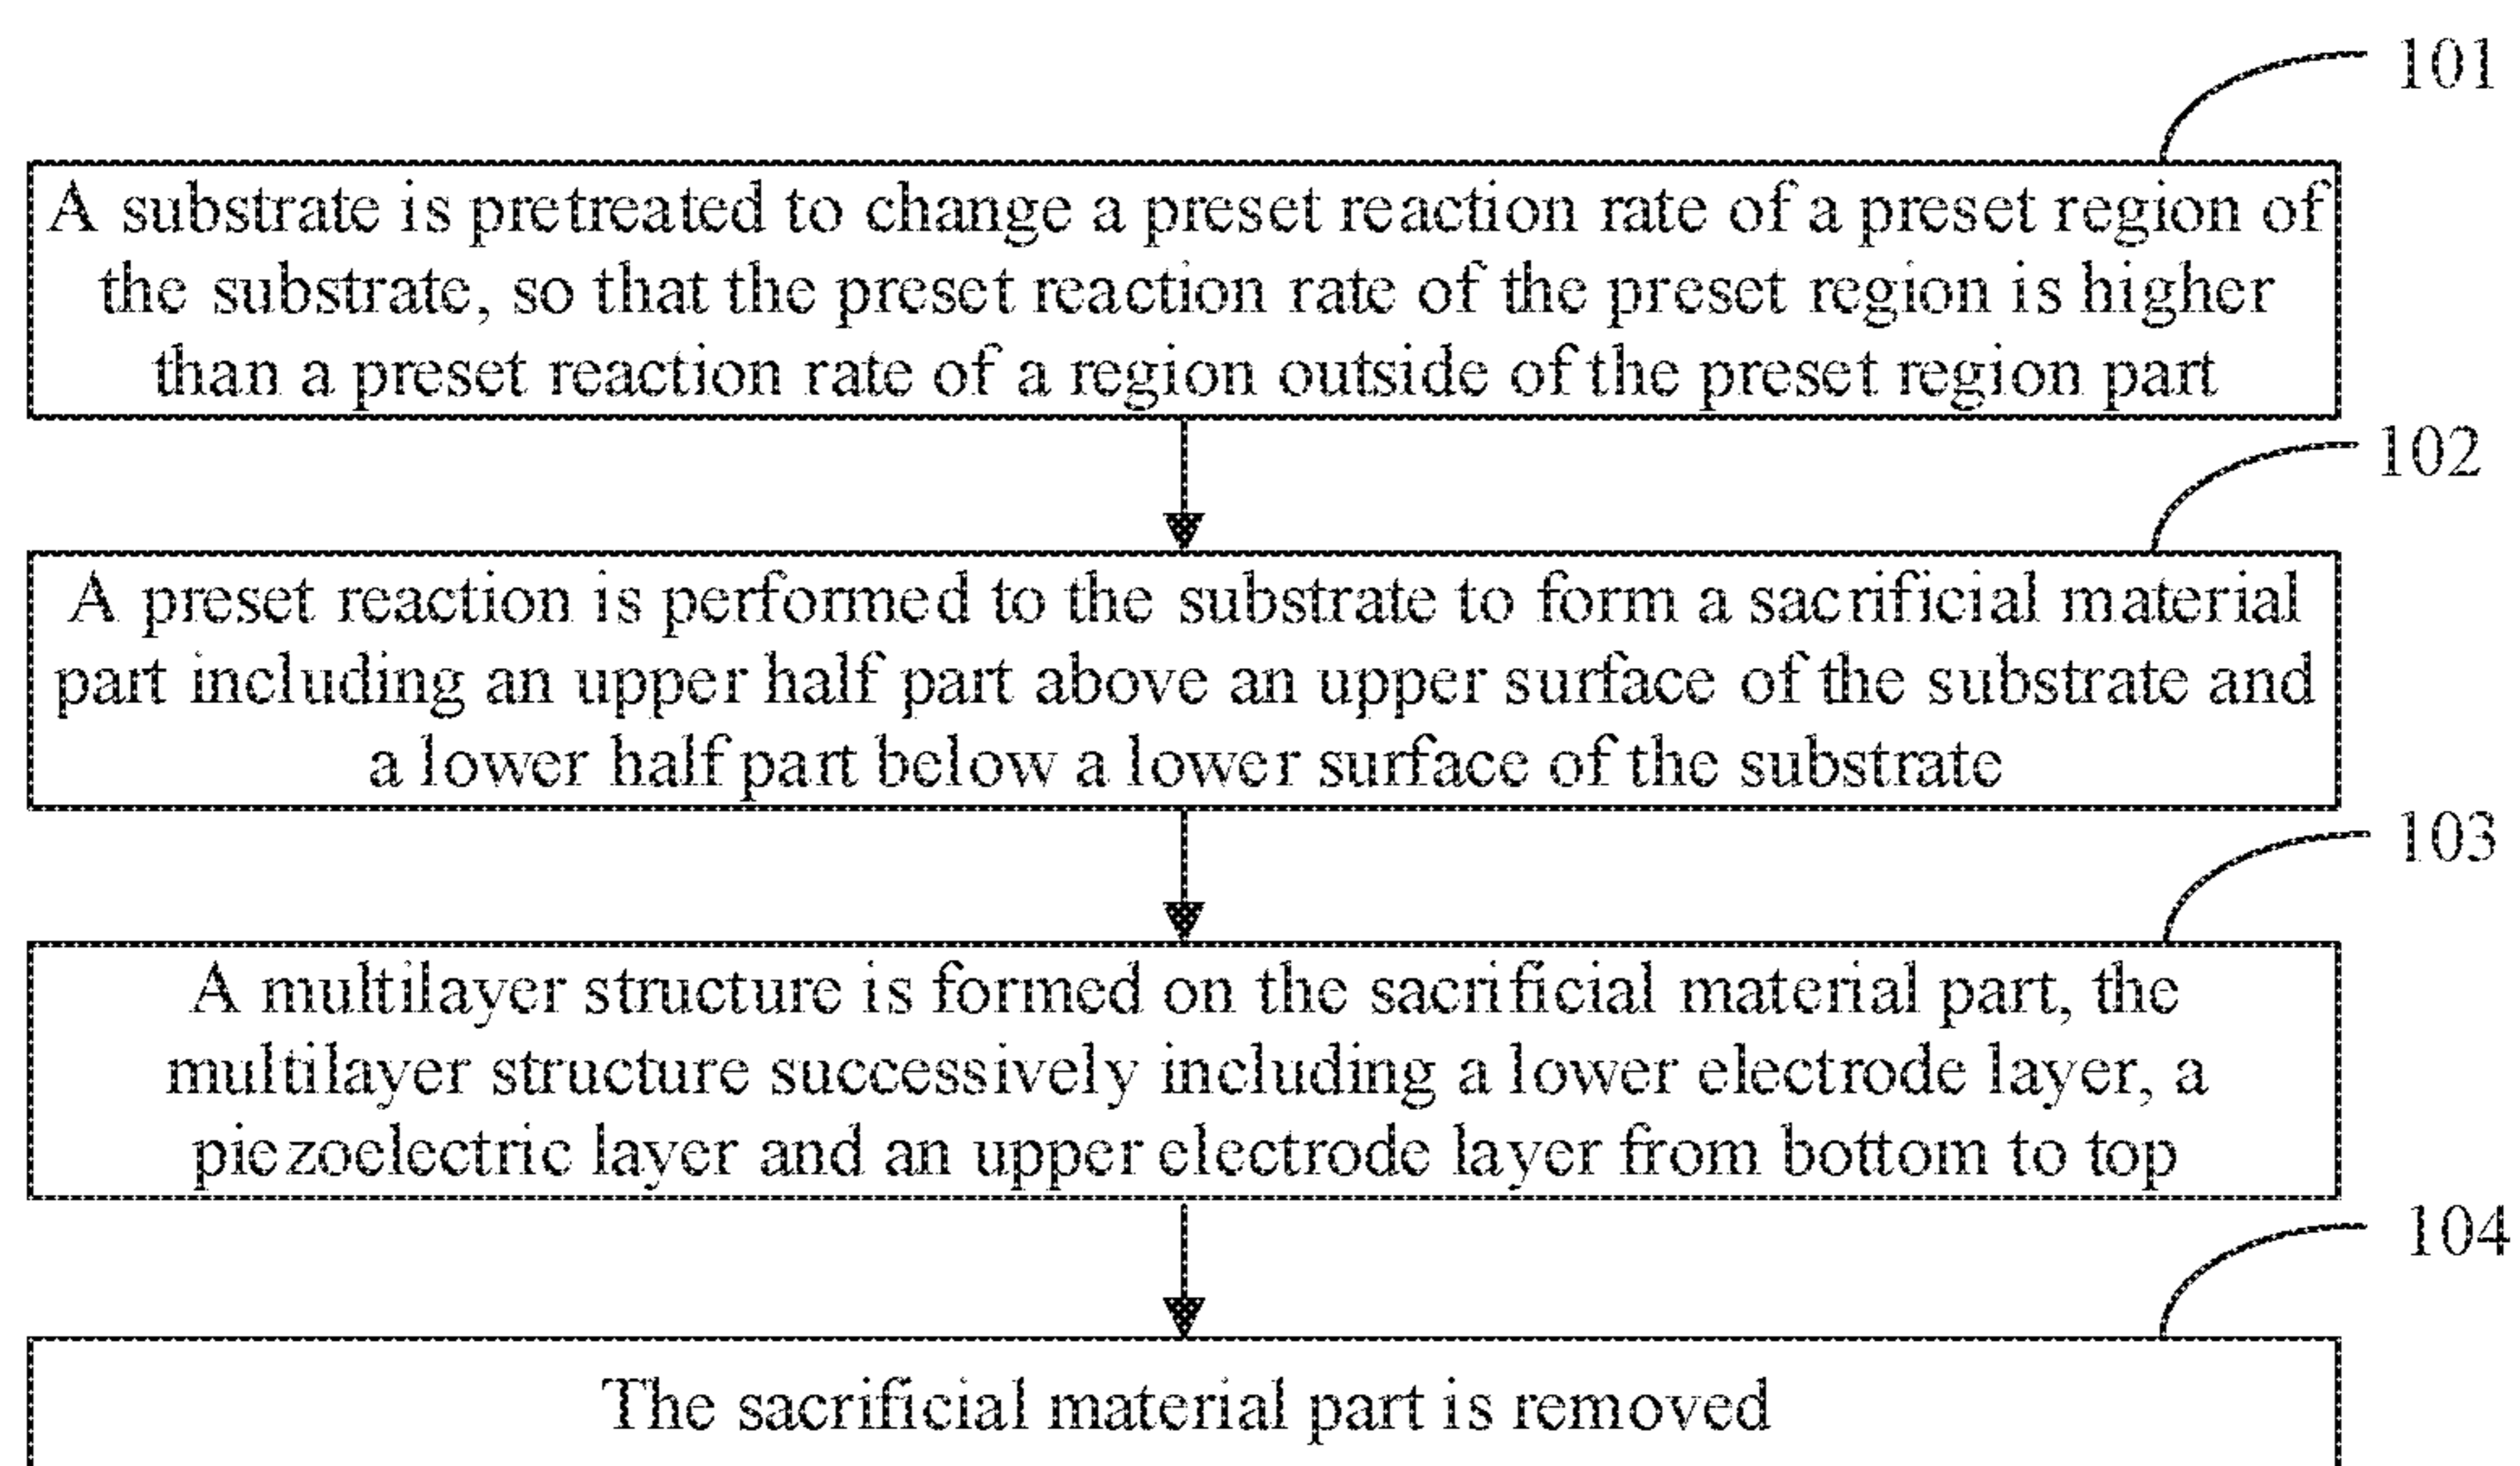 101
A substrate is pretreated to change a preset reaction rate of a preset region of
the substrate, so that the preset reaction rate of the preset region is higher
than a preset reaction rate of a region outside of the preset region part
102
A preset reaction is performed to the substrate to form a sacrificial material
part including an upper half part above an upper surface of the substrate and
a lower half part below a lower surface of the substrate
103
A multilayer structure is formed on the sacrificial material part, the
multilayer structure successively including a lower electrode layer, a
piezoelectric layer and an upper electrode layer from bottom to top
104
The sacrificial material part is removed